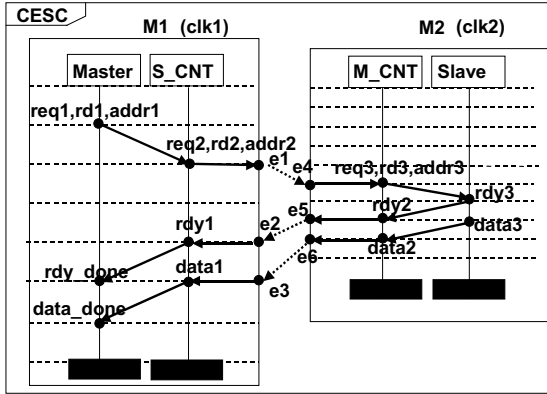 CESC
M1 (clk1)
M2 (clk2)
Master
S_CNT
M_CNT
Slave
req1,rd1,addr1
req2,rd2,addr2
e1
e4
req3,rd3,addr3
rdy3
rdy2
e5
e2
rdy1
data3
data2
e6
rdy_done
data1
e3
data_done